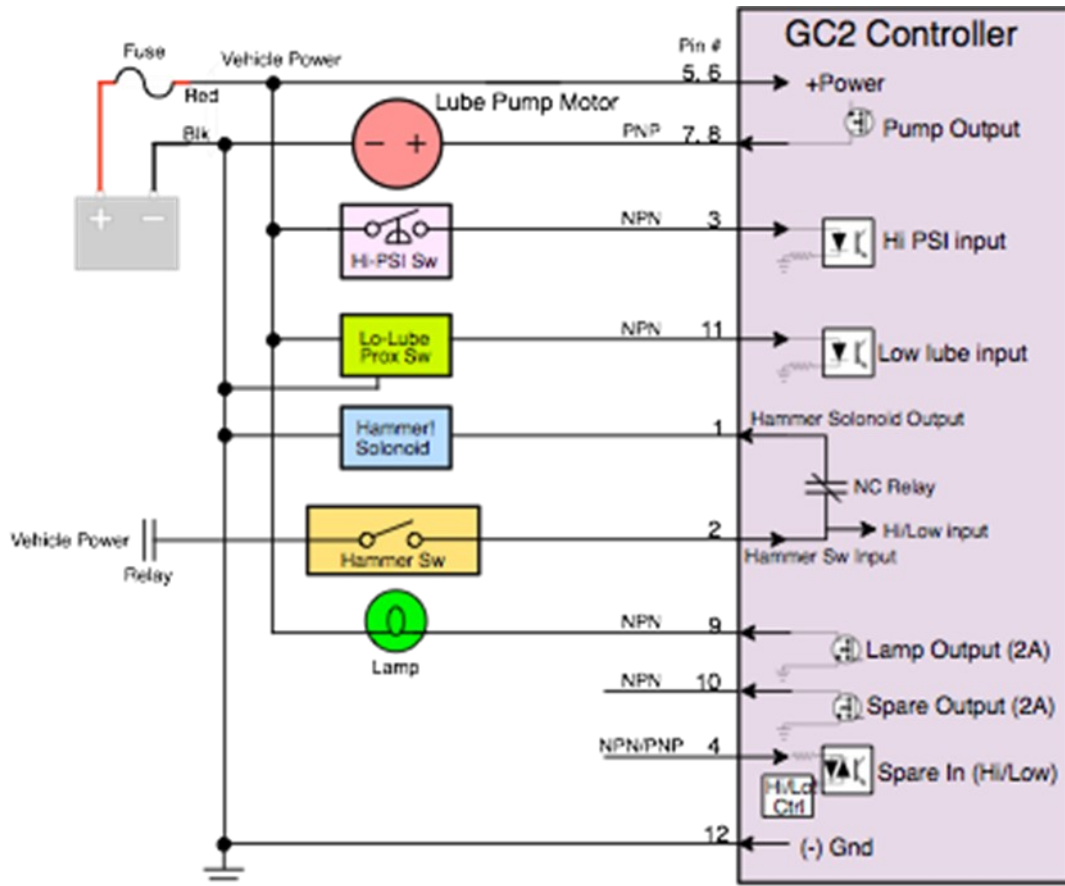 GC2 Controller
Fuse
Vehicle Power
Pin #
5, 6
+Power
Red
Lube Pump Motor
Blk
PNP
7, 8
Pump Output
− +
+ −
NPN
3
Hi PSI input
Hi-PSI Sw
Lo-Lube
Prox Sw
NPN
11
Low lube input
Hammer!
Solonoid
1
Hammer Solonoid Output
NC Relay
Vehicle Power
Relay
Hammer Sw
2
Hi/Low input
Hammer Sw Input
Lamp
NPN
9
Lamp Output (2A)
NPN
10
Spare Output (2A)
NPN/PNP
4
Spare In (Hi/Low)
Ctrl
12
(-) Gnd